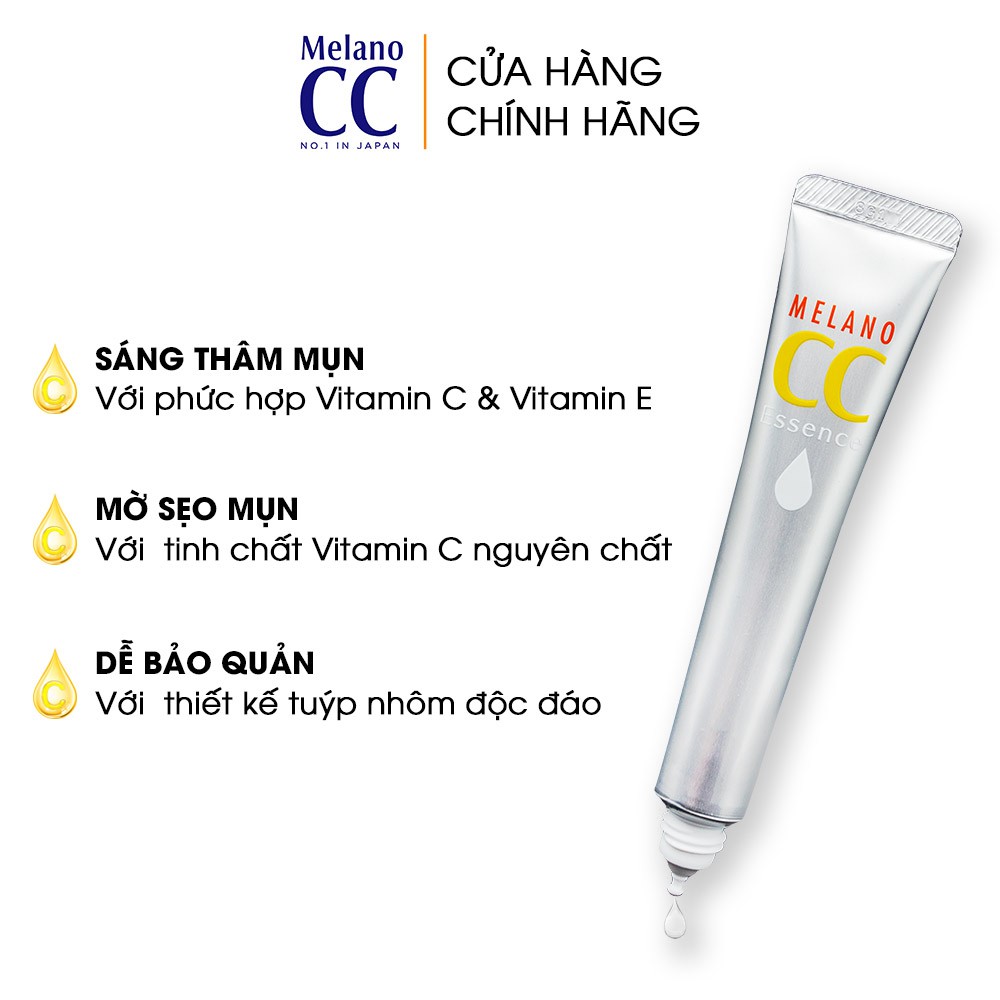 Melano
CC
NO.1 IN JAPAN
CỬA HÀNG
CHÍNH HÃNG
MELANO
CC
Essence
SÁNG THÂM MỤN
Với phức hợp Vitamin C & Vitamin E
MỜ SẸO MỤN
Với tinh chất Vitamin C nguyên chất
DỄ BẢO QUẢN
Với thiết kế tuýp nhôm độc đáo
C
C
C